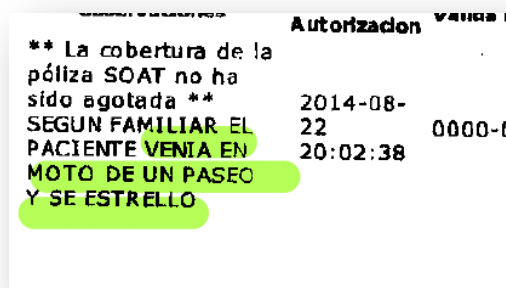 Autorizacion
** La cobertura de la
póliza SOAT no ha
sido agotada **
SEGUN FAMILIAR EL
PACIENTE VENIA EN
MOTO DE UN PASEO
Y SE ESTRELLO
2014-08-
22
20:02:38